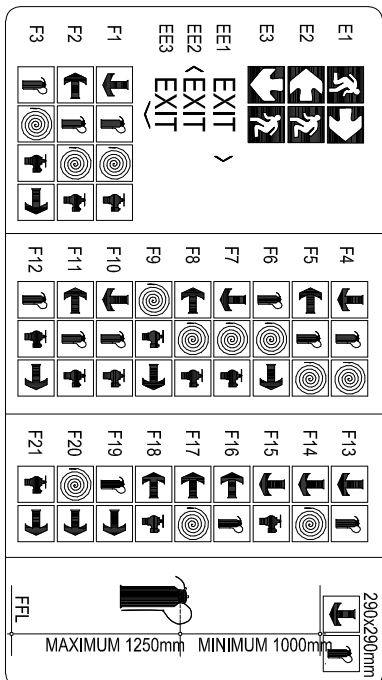 E1
E2
E3
EE1
EXIT >
EE2
<EXIT
EE3
EXIT
<
F1
F2
F3
F4
F5
F6
F7
F8
F9
F10
F11
F12
F13
F14
F15
F16
F17
F18
F19
F20
F21
290x290mm
MINIMUM 1000mm
MAXIMUM 1250mm
FFL